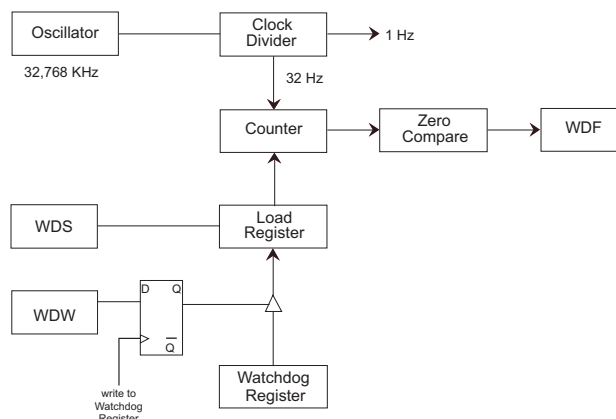 Oscillator
Clock
Divider
1 Hz
32,768 KHz
32 Hz
Counter
Zero
Compare
WDF
WDS
Load
Register
D Q
WDW
Q
Watchdog
Register
write to
Watchdog
Register